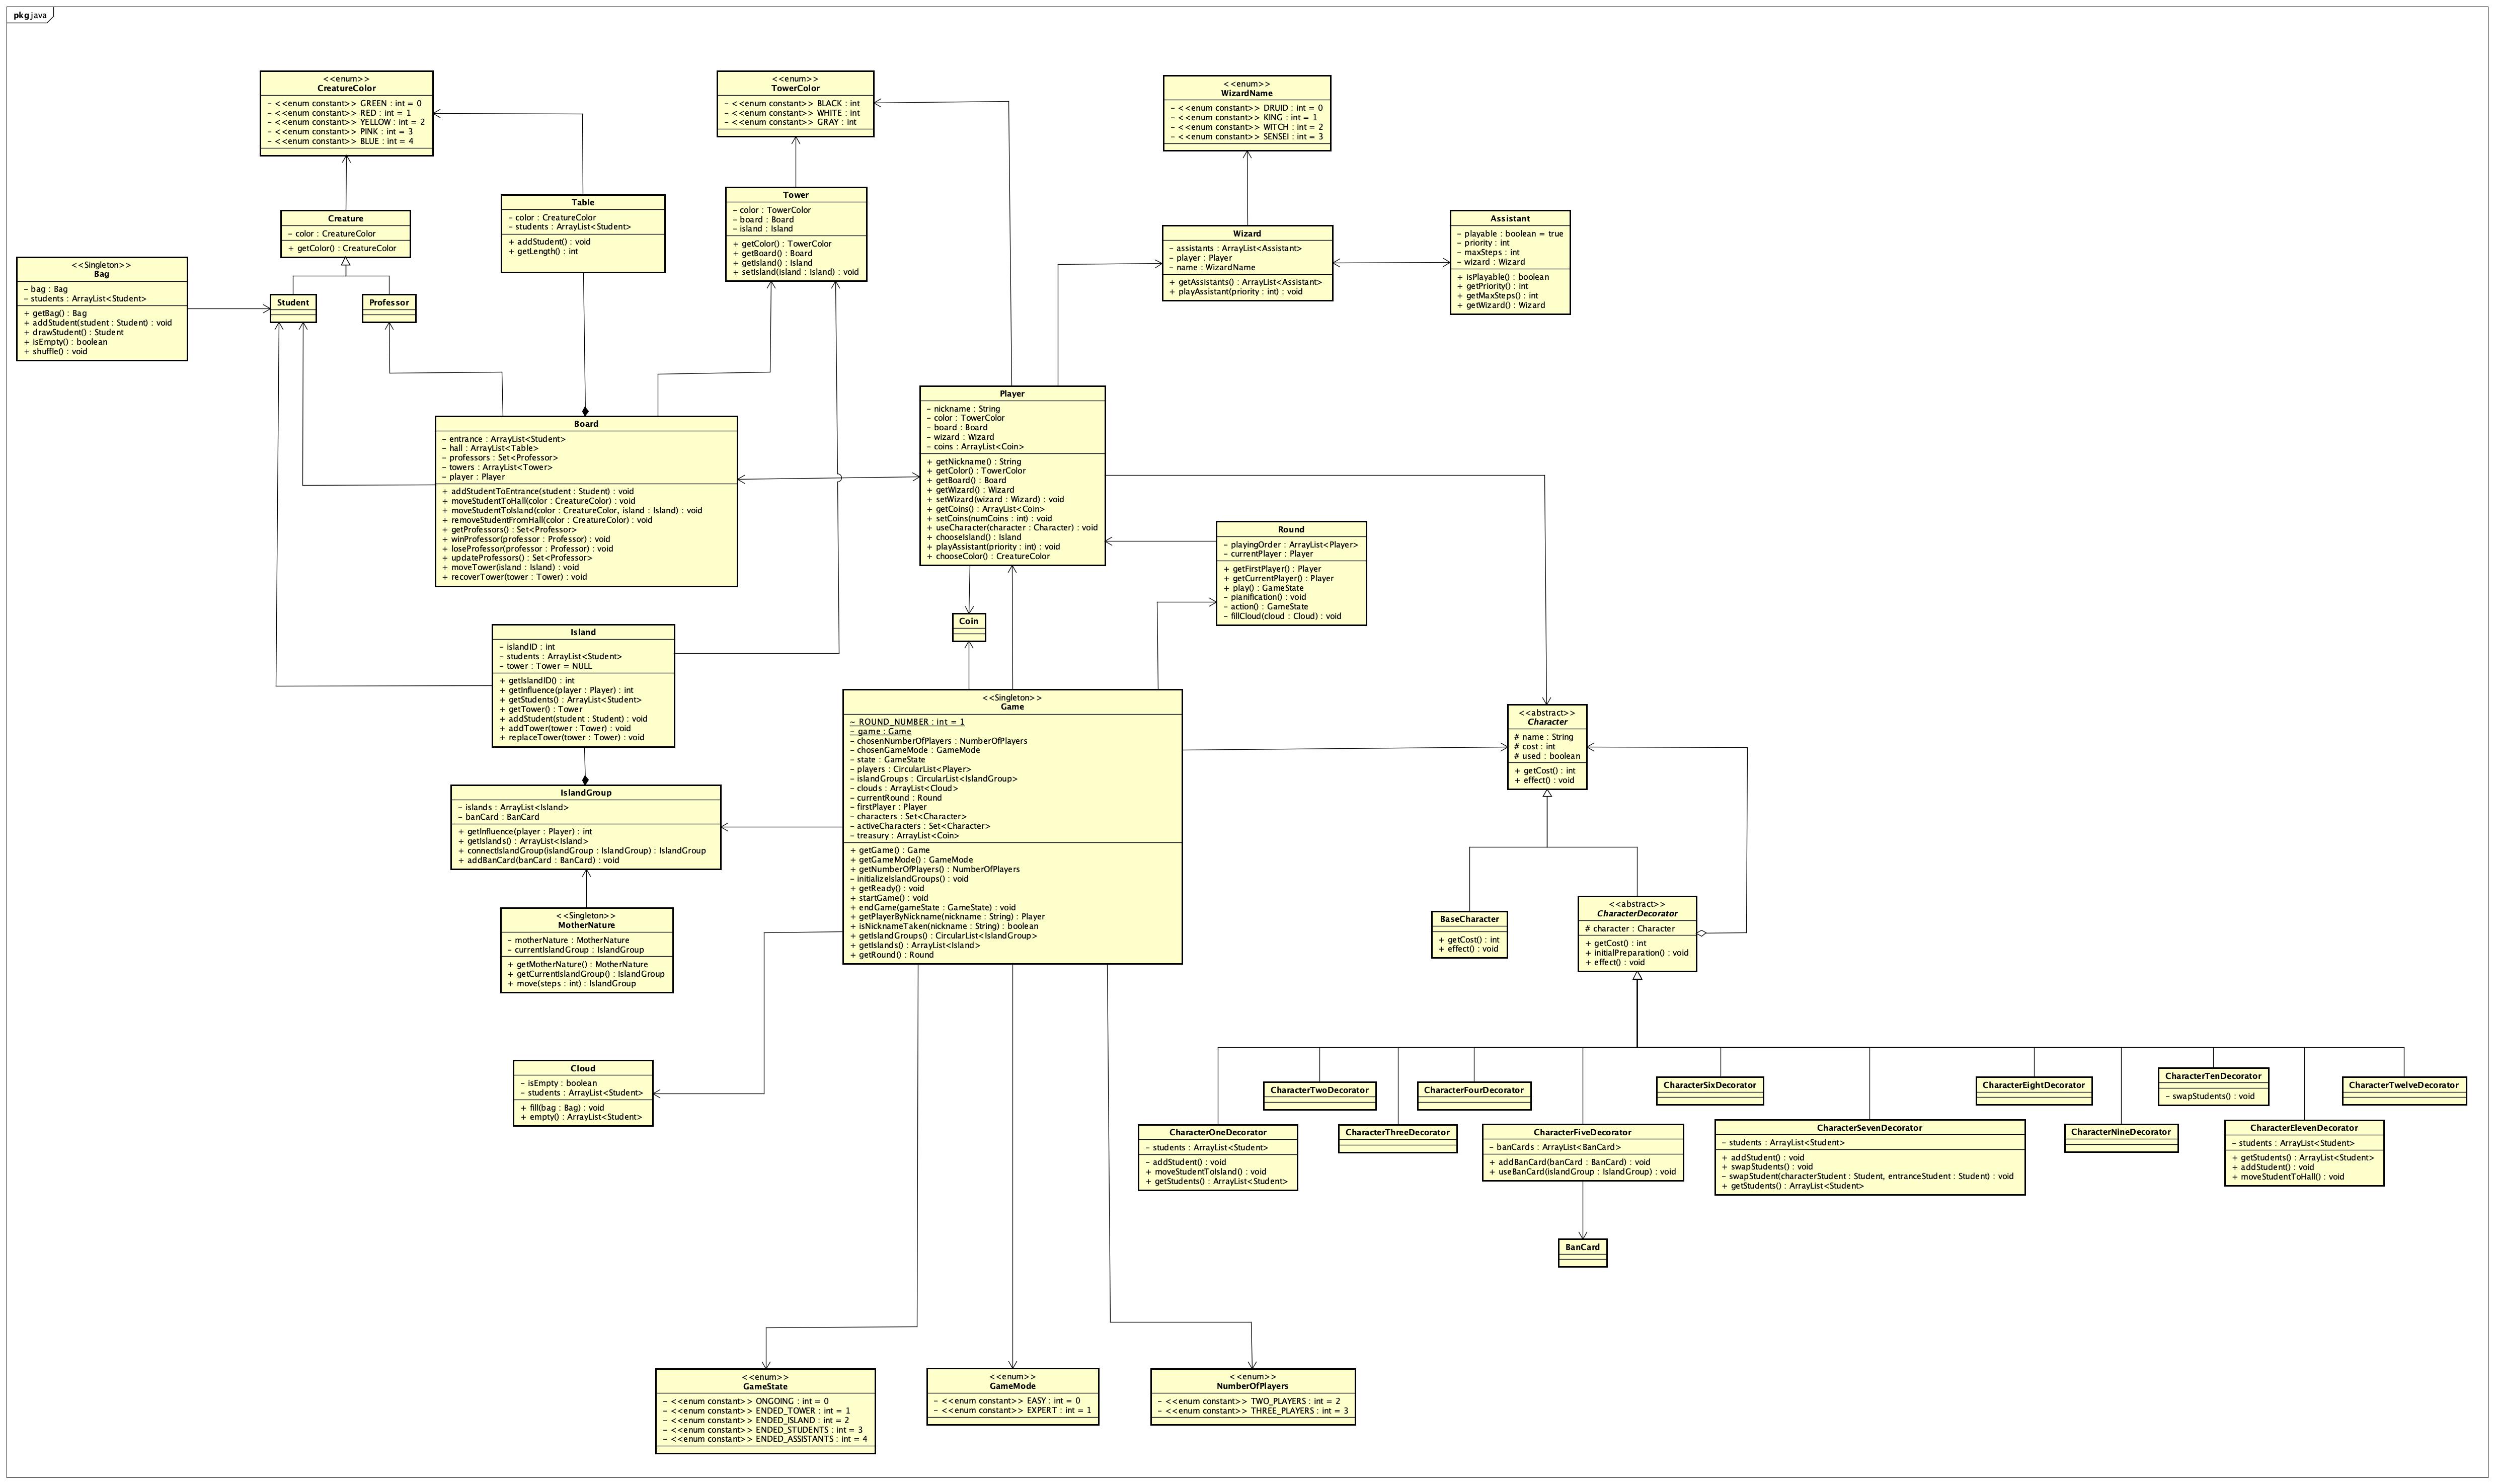 pkg java
<<enum>>
CreatureColor
– <<enum constant>> GREEN : int = 0
– <<enum constant>> RED : int = 1
– <<enum constant>> YELLOW : int = 2
– <<enum constant>> PINK : int = 3
– <<enum constant>> BLUE : int = 4
<<enum>>
TowerColor
– <<enum constant>> BLACK : int
– <<enum constant>> WHITE : int
– <<enum constant>> GRAY : int
<<enum>>
WizardName
– <<enum constant>> DRUID : int = 0
– <<enum constant>> KING : int = 1
– <<enum constant>> WITCH : int = 2
– <<enum constant>> SENSEI : int = 3
Creature
– color : CreatureColor
+ getColor() : CreatureColor
Table
– color : CreatureColor
– students : ArrayList<Student>
+ addStudent() : void
+ getLength() : int
Tower
– color : TowerColor
– board : Board
– island : Island
+ getColor() : TowerColor
+ getBoard() : Board
+ getIsland() : Island
+ setIsland(island : Island) : void
Wizard
– assistants : ArrayList<Assistant>
– player : Player
– name : WizardName
+ getAssistants() : ArrayList<Assistant>
+ playAssistant(priority : int) : void
Assistant
– playable : boolean = true
– priority : int
– maxSteps : int
– wizard : Wizard
+ isPlayable() : boolean
+ getPriority() : int
+ getMaxSteps() : int
+ getWizard() : Wizard
<<Singleton>>
Bag
– bag : Bag
– students : ArrayList<Student>
+ getBag() : Bag
+ addStudent(student : Student) : void
+ drawStudent() : Student
+ isEmpty() : boolean
+ shuffle() : void
Student
Professor
Board
– entrance : ArrayList<Student>
– hall : ArrayList<Table>
– professors : Set<Professor>
– towers : ArrayList<Tower>
– player : Player
+ addStudentToEntrance(student : Student) : void
+ moveStudentToHall(color : CreatureColor) : void
+ moveStudentToIsland(color : CreatureColor, island : Island) : void
+ removeStudentFromHall(color : CreatureColor) : void
+ getProfessors() : Set<Professor>
+ winProfessor(professor : Professor) : void
+ loseProfessor(professor : Professor) : void
+ updateProfessors() : Set<Professor>
+ moveTower(island : Island) : void
+ recoverTower(tower : Tower) : void
Player
– nickname : String
– color : TowerColor
– board : Board
– wizard : Wizard
– coins : ArrayList<Coin>
+ getNickname() : String
+ getColor() : TowerColor
+ getBoard() : Board
+ getWizard() : Wizard
+ setWizard(wizard : Wizard) : void
+ getCoins() : ArrayList<Coin>
+ setCoins(numCoins : int) : void
+ useCharacter(character : Character) : void
+ chooseIsland() : Island
+ playAssistant(priority : int) : void
+ chooseColor() : CreatureColor
Round
– playingOrder : ArrayList<Player>
– currentPlayer : Player
+ getFirstPlayer() : Player
+ getCurrentPlayer() : Player
+ play() : GameState
– pianification() : void
– action() : GameState
– fillCloud(cloud : Cloud) : void
Coin
Island
– islandID : int
– students : ArrayList<Student>
– tower : Tower = NULL
+ getIslandID() : int
+ getInfluence(player : Player) : int
+ getStudents() : ArrayList<Student>
+ getTower() : Tower
+ addStudent(student : Student) : void
+ addTower(tower : Tower) : void
+ replaceTower(tower : Tower) : void
<<Singleton>>
Game
~ ROUND_NUMBER : int = 1
– game : Game
– chosenNumberOfPlayers : NumberOfPlayers
– chosenGameMode : GameMode
– state : GameState
– players : CircularList<Player>
– islandGroups : CircularList<IslandGroup>
– clouds : ArrayList<Cloud>
– currentRound : Round
– firstPlayer : Player
– characters : Set<Character>
– activeCharacters : Set<Character>
– treasury : ArrayList<Coin>
+ getGame() : Game
+ getGameMode() : GameMode
+ getNumberOfPlayers() : NumberOfPlayers
– initializeIslandGroups() : void
+ getReady() : void
+ startGame() : void
+ endGame(gameState : GameState) : void
+ getPlayerByNickname(nickname : String) : Player
+ isNicknameTaken(nickname : String) : boolean
+ getIslandGroups() : CircularList<IslandGroup>
+ getIslands() : ArrayList<Island>
+ getRound() : Round
<<abstract>>
Character
# name : String
# cost : int
# used : boolean
+ getCost() : int
+ effect() : void
IslandGroup
– islands : ArrayList<Island>
– banCard : BanCard
+ getInfluence(player : Player) : int
+ getIslands() : ArrayList<Island>
+ connectIslandGroup(islandGroup : IslandGroup) : IslandGroup
+ addBanCard(banCard : BanCard) : void
<<Singleton>>
MotherNature
– motherNature : MotherNature
– currentIslandGroup : IslandGroup
+ getMotherNature() : MotherNature
+ getCurrentIslandGroup() : IslandGroup
+ move(steps : int) : IslandGroup
BaseCharacter
+ getCost() : int
+ effect() : void
<<abstract>>
CharacterDecorator
# character : Character
+ getCost() : int
+ initialPreparation() : void
+ effect() : void
Cloud
– isEmpty : boolean
– students : ArrayList<Student>
+ fill(bag : Bag) : void
+ empty() : ArrayList<Student>
CharacterTwoDecorator
CharacterFourDecorator
CharacterSixDecorator
CharacterEightDecorator
CharacterTenDecorator
– swapStudents() : void
CharacterTwelveDecorator
CharacterOneDecorator
– students : ArrayList<Student>
– addStudent() : void
+ moveStudentToIsland() : void
+ getStudents() : ArrayList<Student>
CharacterThreeDecorator
CharacterFiveDecorator
– banCards : ArrayList<BanCard>
+ addBanCard(banCard : BanCard) : void
+ useBanCard(islandGroup : IslandGroup) : void
CharacterSevenDecorator
– students : ArrayList<Student>
+ addStudent() : void
+ swapStudents() : void
– swapStudent(characterStudent : Student, entranceStudent : Student) : void
+ getStudents() : ArrayList<Student>
CharacterNineDecorator
CharacterElevenDecorator
– students : ArrayList<Student>
+ getStudents() : ArrayList<Student>
+ addStudent() : void
+ moveStudentToHall() : void
BanCard
<<enum>>
GameState
– <<enum constant>> ONGOING : int = 0
– <<enum constant>> ENDED_TOWER : int = 1
– <<enum constant>> ENDED_ISLAND : int = 2
– <<enum constant>> ENDED_STUDENTS : int = 3
– <<enum constant>> ENDED_ASSISTANTS : int = 4
<<enum>>
GameMode
– <<enum constant>> EASY : int = 0
– <<enum constant>> EXPERT : int = 1
<<enum>>
NumberOfPlayers
– <<enum constant>> TWO_PLAYERS : int = 2
– <<enum constant>> THREE_PLAYERS : int = 3